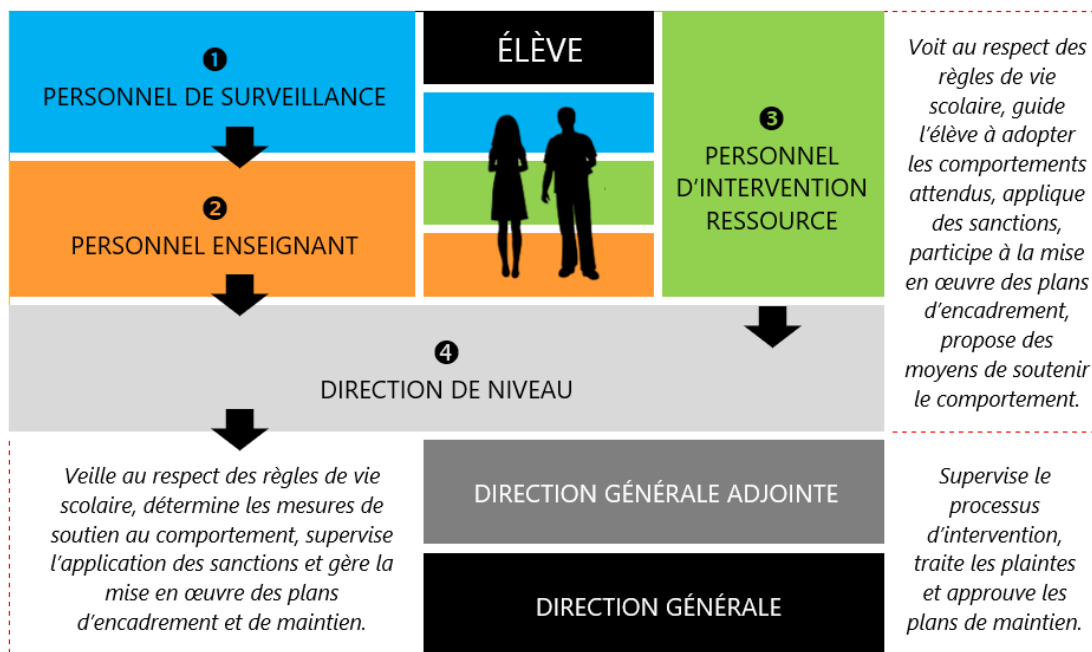 ❶
PERSONNEL DE SURVEILLANCE
❷
PERSONNEL ENSEIGNANT
ÉLÈVE
❸
PERSONNEL
D’INTERVENTION
RESSOURCE
Voit au respect des
règles de vie
scolaire, guide
l’élève à adopter
les comportements
attendus, applique
des sanctions,
participe à la mise
en œuvre des plans
d’encadrement,
propose des
moyens de soutenir
le comportement.
❹
DIRECTION DE NIVEAU
Veille au respect des règles de vie
scolaire, détermine les mesures de
soutien au comportement, supervise
l’application des sanctions et gère la
mise en œuvre des plans
d’encadrement et de maintien.
DIRECTION GÉNÉRALE ADJOINTE
DIRECTION GÉNÉRALE
Supervise le
processus
d’intervention,
traite les plaintes
et approuve les
plans de maintien.